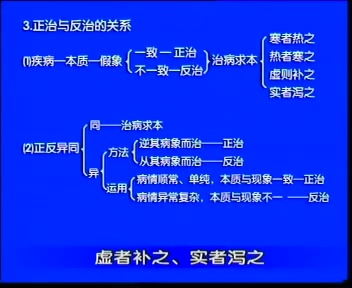 3.正治与反治的关系
⑴疾病—本质—假象
一致 — 正治
不一致—反治
治病求本
寒者热之
热者寒之
虚则补之
实者泻之
⑵正反异同
同——治病求本
异
方法
逆其病象而治——正治
从其病象而治——反治
运用
病情顺常、单纯，本质与现象一致—正治
病情异常复杂，本质与现象不一 ——反治
虚者补之、实者泻之